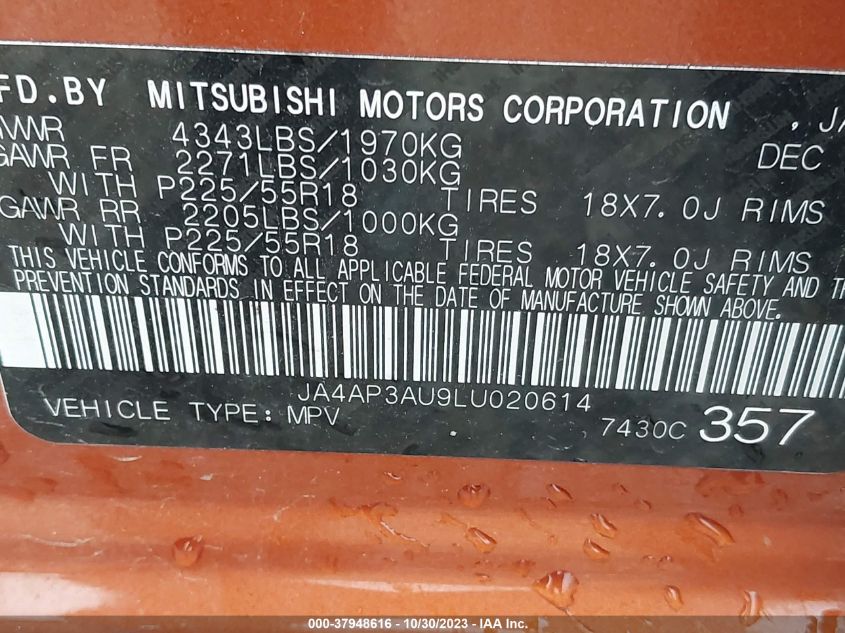 FD.BY MITSUBISHI MOTORS CORPORATION , JA
VWR 4343LBS/1970KG DEC
GAWR FR 2271LBS/1030KG
WITH P225/55R18 TIRES 18X7.0J RIMS
GAWR RR 2205LBS/1000KG
WITH P225/55R18 TIRES 18X7.0J RIMS
THIS VEHICLE CONFORMS TO ALL APPLICABLE FEDERAL MOTOR VEHICLE SAFETY AND TH
PREVENTION STANDARDS IN EFFECT ON THE DATE OF MANUFACTURE SHOWN ABOVE.
JA4AP3AU9LU020614
VEHICLE TYPE: MPV 7430C 357
000-37948616 - 10/30/2023 - IAA Inc.